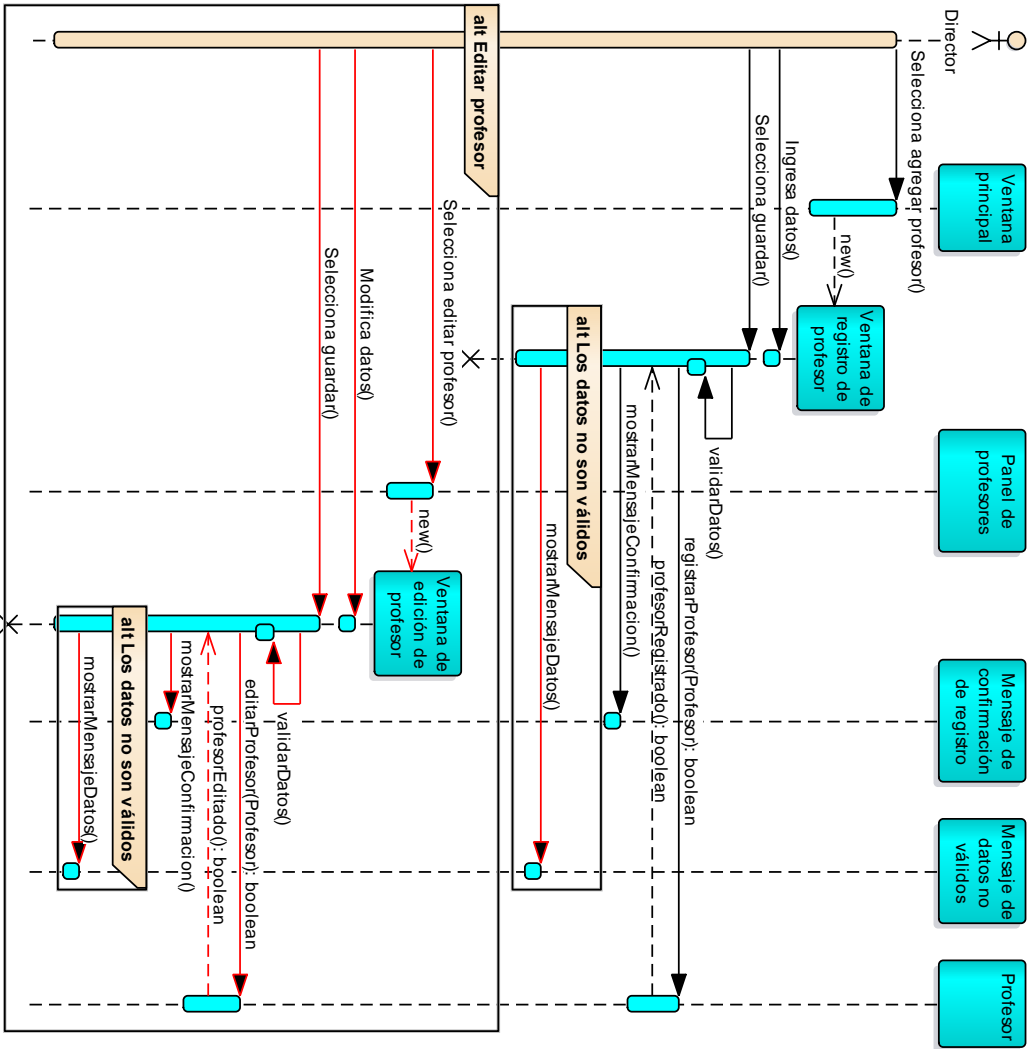 Director
Ventana
principal
Ventana de
registro de
profesor
Panel de
profesores
Ventana de
edición de
profesor
Mensaje de
confirmación
de registro
Mensaje de
datos no
válidos
Profesor
Selecciona agregar profesor()
new()
Ingresa datos()
Selecciona guardar()
validarDatos()
registrarProfesor(Profesor): boolean
profesorRegistrado(): boolean
mostrarMensajeConfirmacion()
alt Los datos no son válidos
mostrarMensajeDatos()
alt Editar profesor
Selecciona editar profesor()
new()
Modifica datos()
Selecciona guardar()
validarDatos()
editarProfesor(Profesor): boolean
profesorEditado(): boolean
mostrarMensajeConfirmacion()
alt Los datos no son válidos
mostrarMensajeDatos()